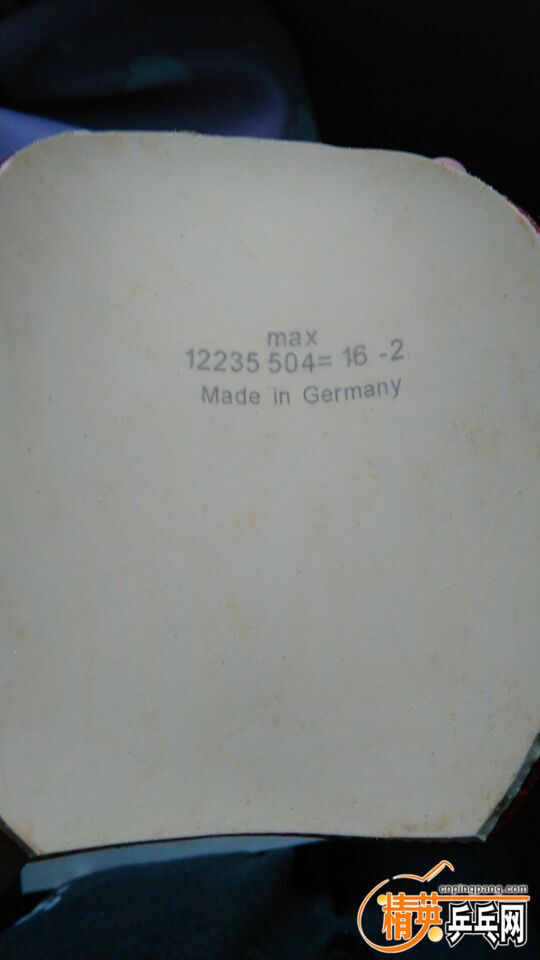 max
12235 504= 16 -2
Made in Germany
cnpingpang.com
精英乒乓网